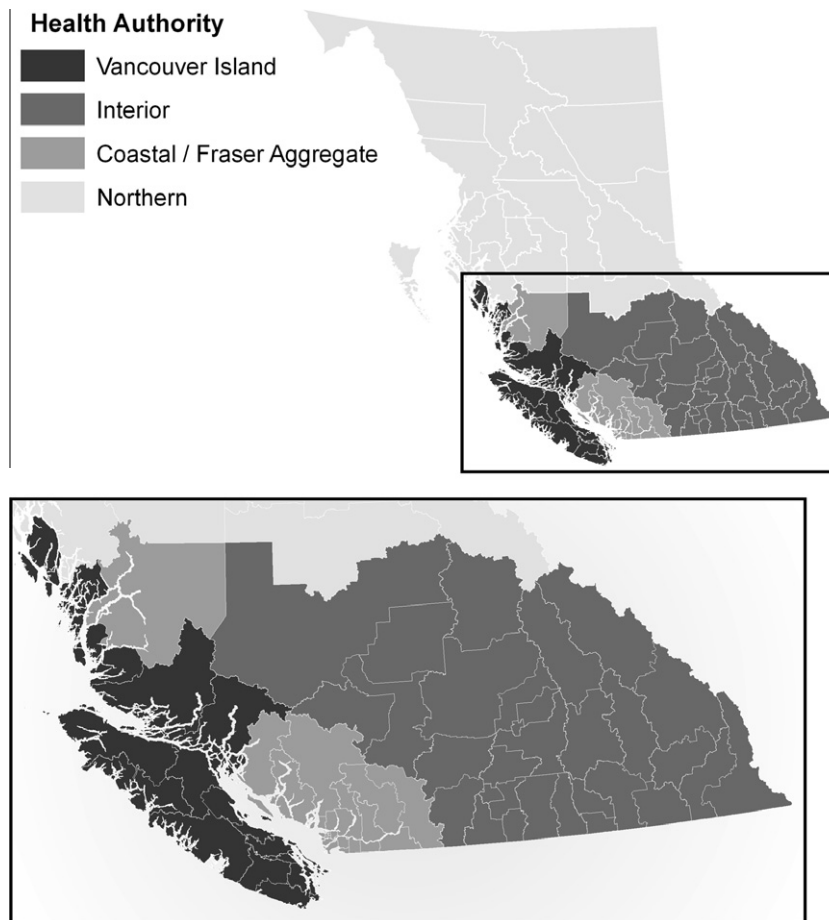 Health Authority
Vancouver Island
Interior
Coastal / Fraser Aggregate
Northern